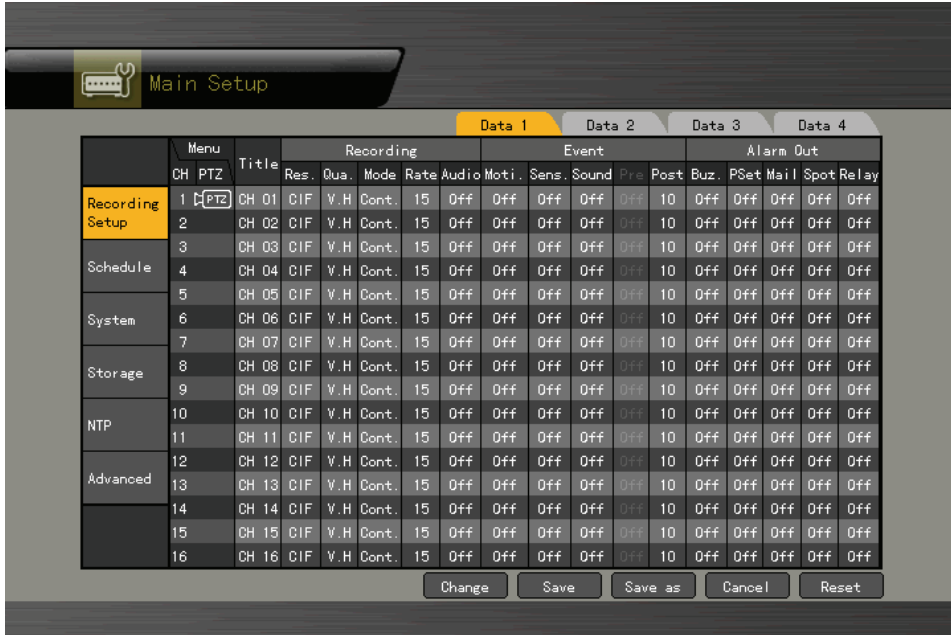 Main Setup
Data 1 Data 2 Data 3 Data 4
Menu Title Recording Event Alarm Out
CH PTZ Res. Qua. Mode Rate Audio Moti. Sens. Sound Pre Post Buz. PSet Mail Spot Relay
Recording Setup
Schedule
System
Storage
NTP
Advanced
1 PTZ CH 01 CIF V.H Cont. 15 Off Off Off Off Off 10 Off Off Off Off Off
2 CH 02 CIF V.H Cont. 15 Off Off Off Off Off 10 Off Off Off Off Off
3 CH 03 CIF V.H Cont. 15 Off Off Off Off Off 10 Off Off Off Off Off
4 CH 04 CIF V.H Cont. 15 Off Off Off Off Off 10 Off Off Off Off Off
5 CH 05 CIF V.H Cont. 15 Off Off Off Off Off 10 Off Off Off Off Off
6 CH 06 CIF V.H Cont. 15 Off Off Off Off Off 10 Off Off Off Off Off
7 CH 07 CIF V.H Cont. 15 Off Off Off Off Off 10 Off Off Off Off Off
8 CH 08 CIF V.H Cont. 15 Off Off Off Off Off 10 Off Off Off Off Off
9 CH 09 CIF V.H Cont. 15 Off Off Off Off Off 10 Off Off Off Off Off
10 CH 10 CIF V.H Cont. 15 Off Off Off Off Off 10 Off Off Off Off Off
11 CH 11 CIF V.H Cont. 15 Off Off Off Off Off 10 Off Off Off Off Off
12 CH 12 CIF V.H Cont. 15 Off Off Off Off Off 10 Off Off Off Off Off
13 CH 13 CIF V.H Cont. 15 Off Off Off Off Off 10 Off Off Off Off Off
14 CH 14 CIF V.H Cont. 15 Off Off Off Off Off 10 Off Off Off Off Off
15 CH 15 CIF V.H Cont. 15 Off Off Off Off Off 10 Off Off Off Off Off
16 CH 16 CIF V.H Cont. 15 Off Off Off Off Off 10 Off Off Off Off Off
Change Save Save as Cancel Reset